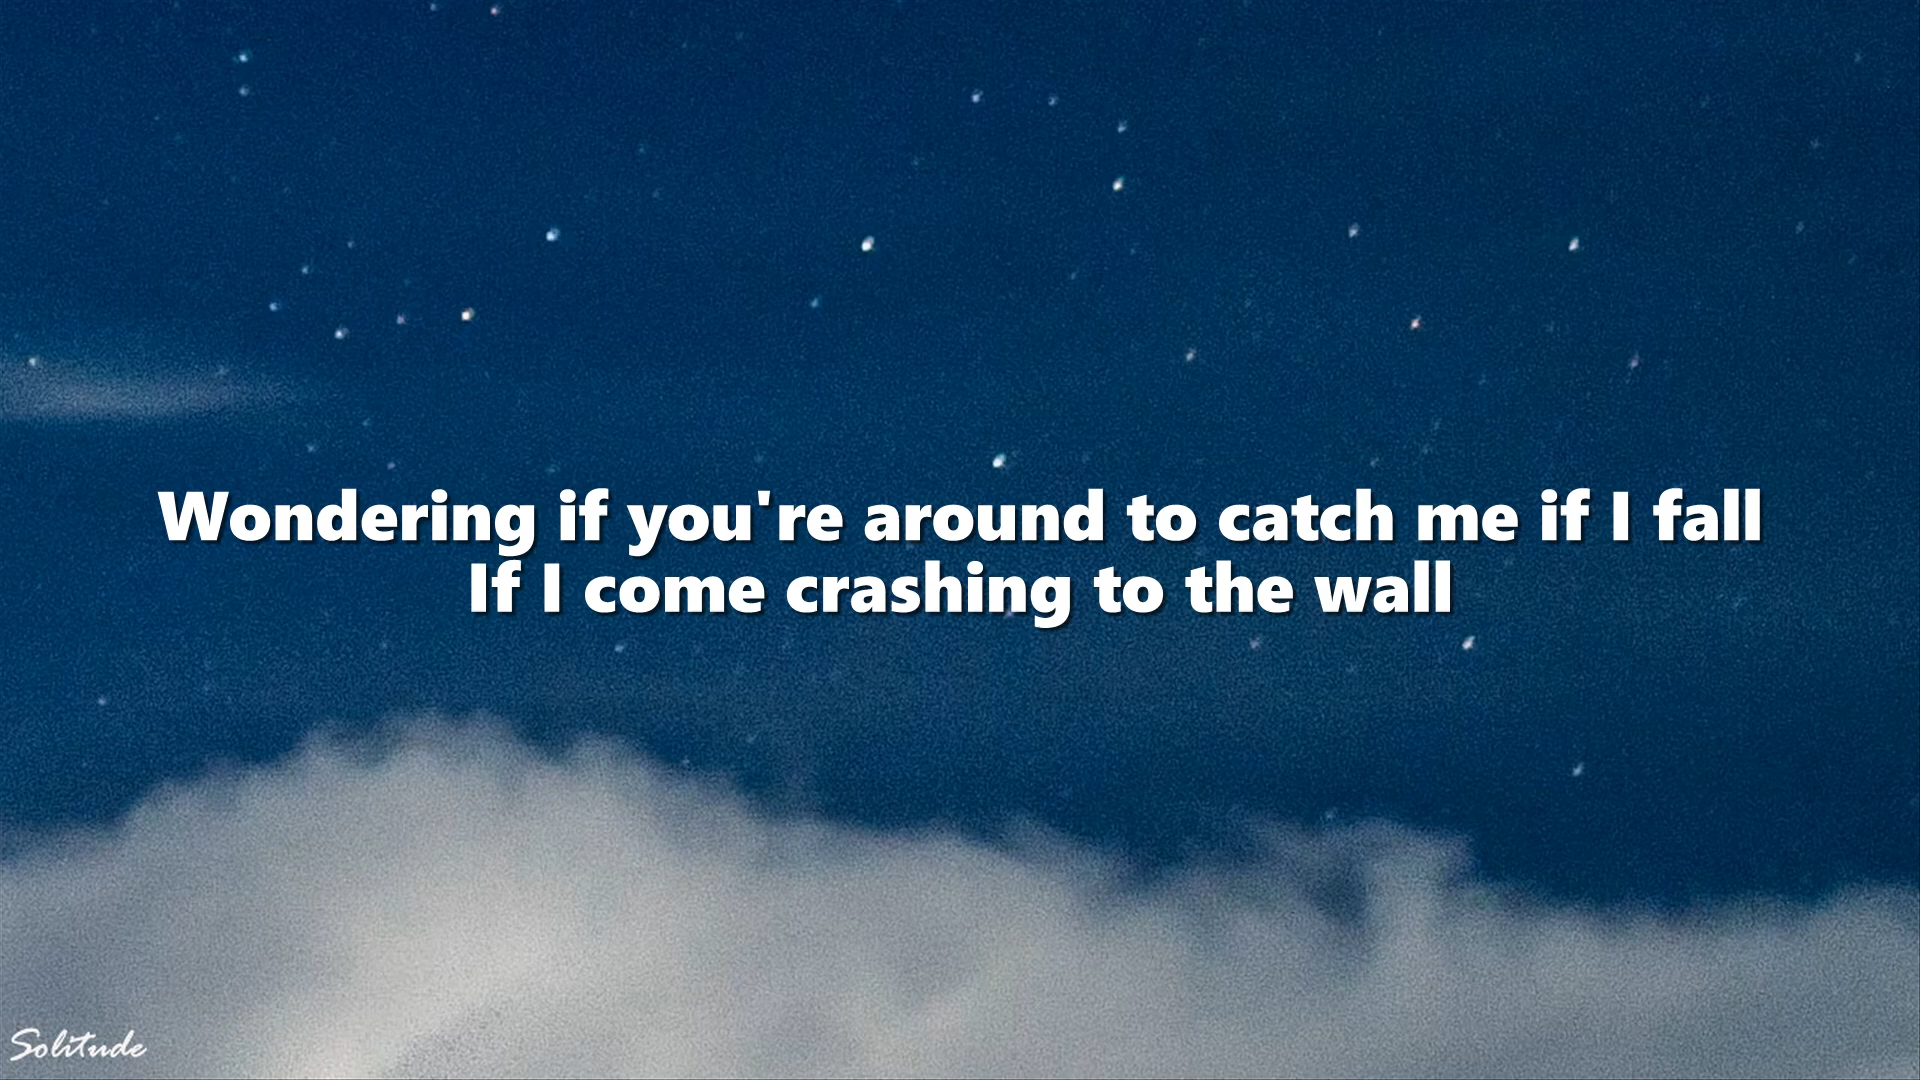 Wondering if you're around to catch me if I fall
If I come crashing to the wall
Solitude